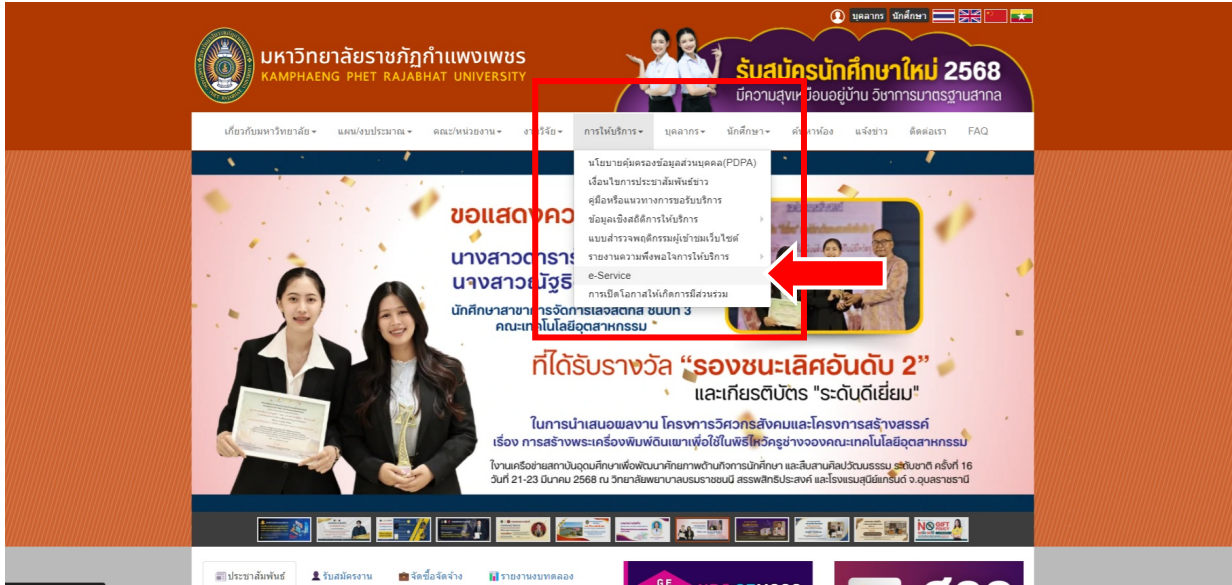 บุคลากร นักศึกษา
มหาวิทยาลัยราชภัฏกำแพงเพชร
KAMPHAENG PHET RAJABHAT UNIVERSITY
รับสมัครนักศึกษาใหม่ 2568
มีความสุขเหมือนอยู่บ้าน วิชาการมาตรฐานสากล
เกี่ยวกับมหาวิทยาลัย แผน/งบประมาณ คณะ/หน่วยงาน งานวิจัย การให้บริการ บุคลากร นักศึกษา ค้นหาห้อง แจ้งข่าว ติดต่อเรา FAQ
นโยบายคุ้มครองข้อมูลส่วนบุคคล(PDPA)
เงื่อนไขการประชาสัมพันธ์ข่าว
คู่มือหรือแนวทางการขอรับบริการ
ข้อมูลเชิงสถิติการให้บริการ
แบบสำรวจพฤติกรรมผู้เข้าชมเว็บไซต์
รายงานความพึงพอใจการให้บริการ
e-Service
การเปิดโอกาสให้เกิดการมีส่วนร่วม
ขอแสดงคว
นางสาวดารารั
นางสาวณัฐธิ
นักศึกษาสาขาการจัดการโลจิสติกส์ ชั้นปีที่ 3
คณะเทคโนโลยีอุตสาหกรรม
ที่ได้รับรางวัล “รองชนะเลิศอันดับ 2”
และเกียรติบัตร "ระดับดีเยี่ยม"
ในการนำเสนอผลงาน โครงการวิศวกรสังคมและโครงการสร้างสรรค์
เรื่อง การสร้างพระเครื่องพิมพ์ดินเผาเพื่อใช้ในพิธีไหว้ครูช่างจองคณะเทคโนโลยีอุตสาหกรรม
ในงานเครือข่ายสถาบันอุดมศึกษาเพื่อพัฒนาศักยภาพด้านกิจการนักศึกษา และสืบสานศิลปวัฒนธรรม ระดับชาติ ครั้งที่ 16
วันที่ 21-23 มีนาคม 2568 ณ วิทยาลัยพยาบาลบรมราชชนนี สรรพสิทธิประสงค์ และโรงแรมสุนีย์แกรนด์ จ.อุบลราชธานี
NO GIFT
ประชาสัมพันธ์ รับสมัครงาน จัดซื้อจัดจ้าง รายงานงบทดลอง
GE